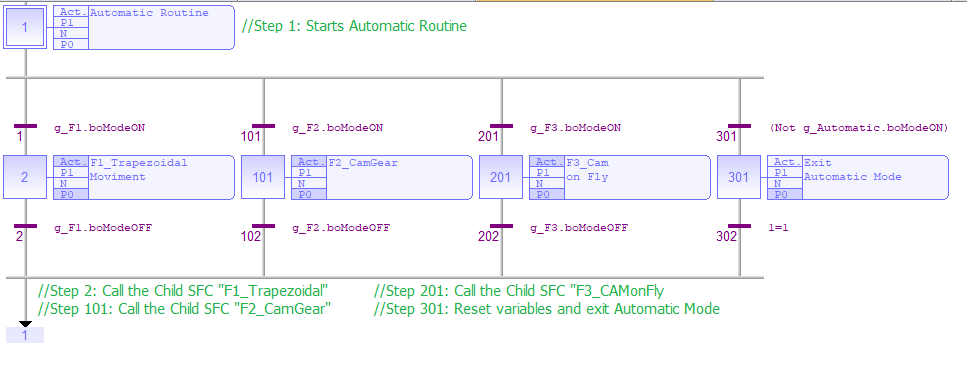 1
Act.
P1
N
P0
Automatic Routine
//Step 1: Starts Automatic Routine
1
g_F1.boModeON
101
g_F2.boModeON
201
g_F3.boModeON
301
(Not g_Automatic.boModeON)
2
Act.
P1
N
P0
F1_Trapezoidal
Moviment
101
Act.
P1
N
P0
F2_CamGear
201
Act.
P1
N
P0
F3_Cam
on Fly
301
Act.
P1
N
P0
Exit
Automatic Mode
2
g_F1.boModeOFF
102
g_F2.boModeOFF
202
g_F3.boModeOFF
302
1=1
//Step 2: Call the Child SFC "F1_Trapezoidal"
//Step 101: Call the Child SFC "F2_CamGear"
//Step 201: Call the Child SFC "F3_CAMonFly
//Step 301: Reset variables and exit Automatic Mode
1